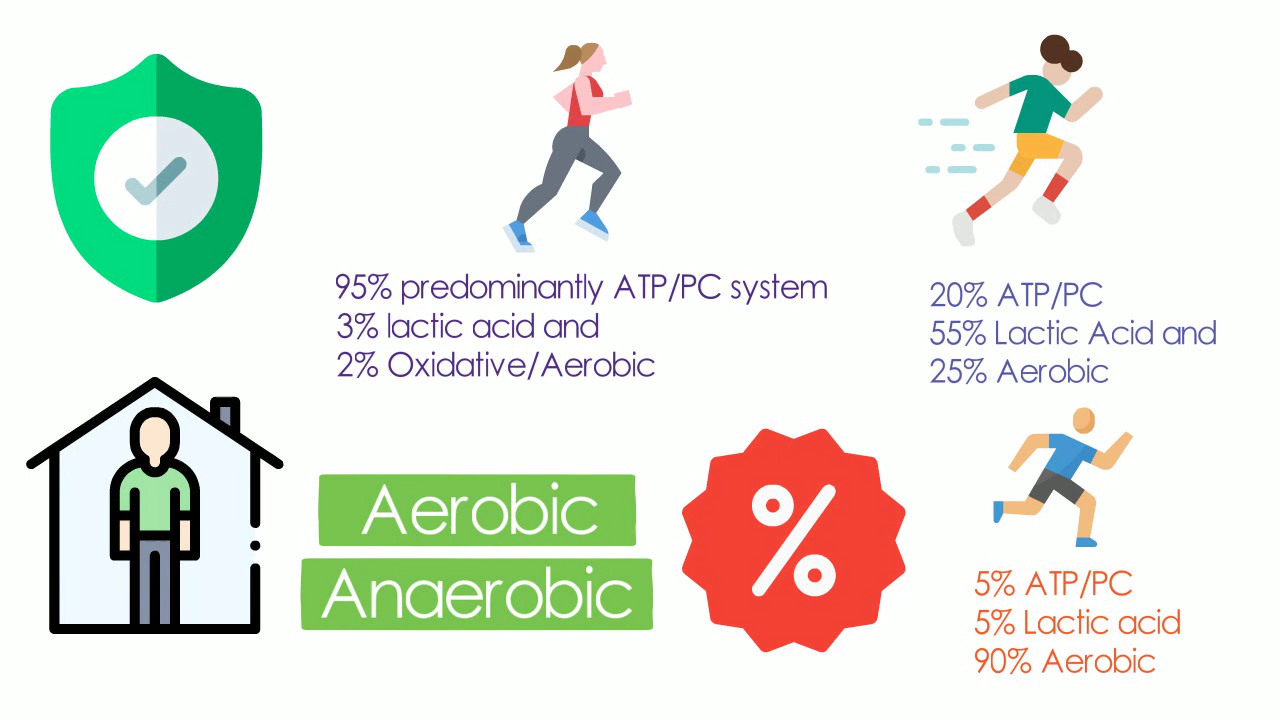 95% predominantly ATP/PC system
3% lactic acid and
2% Oxidative/Aerobic
20% ATP/PC
55% Lactic Acid and
25% Aerobic
Aerobic
Anaerobic
%
5% ATP/PC
5% Lactic acid
90% Aerobic